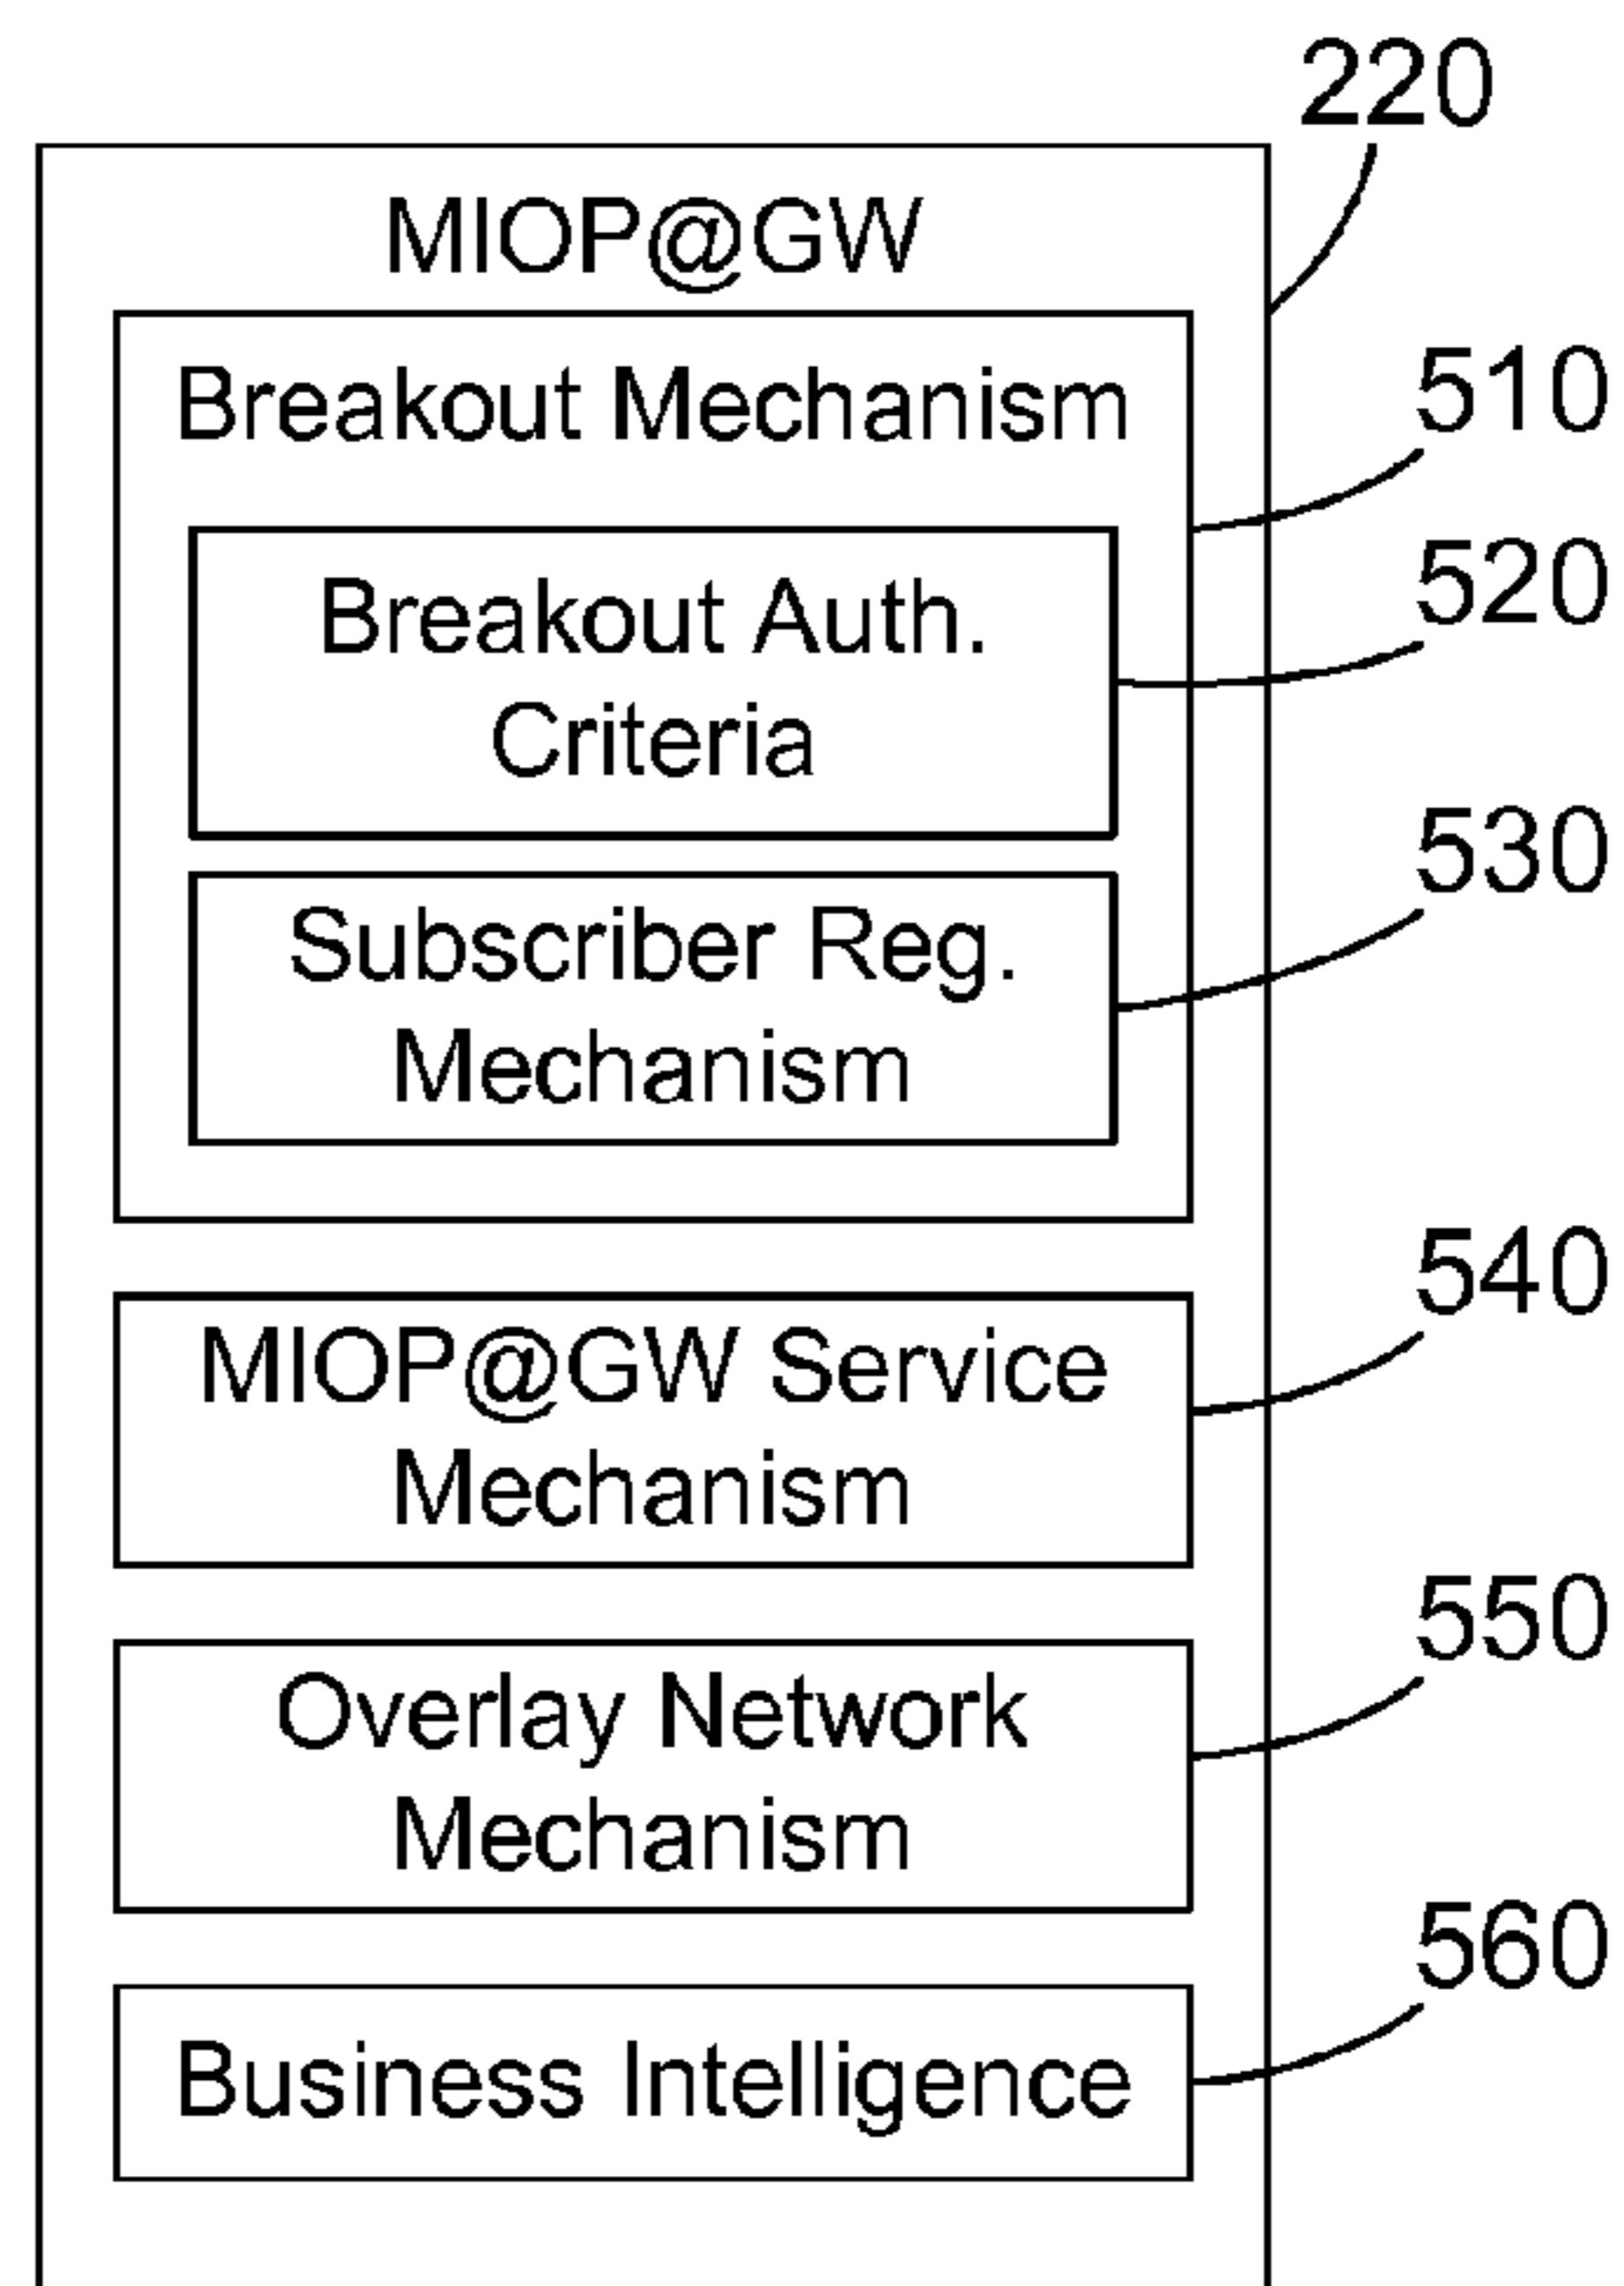 220
MIOP@GW
510
Breakout Mechanism
520
Breakout Auth.
Criteria
530
Subscriber Reg.
Mechanism
540
MIOP@GW Service
Mechanism
550
Overlay Network
Mechanism
560
Business Intelligence